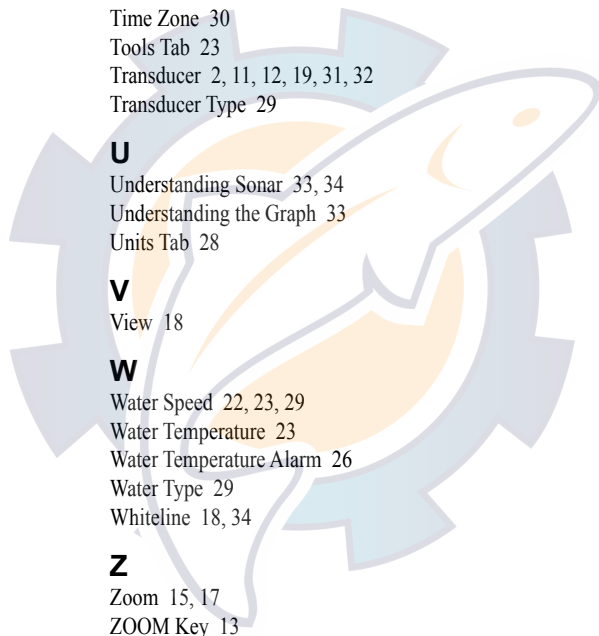 Time Zone 30
Tools Tab 23
Transducer 2, 11, 12, 19, 31, 32
Transducer Type 29
U
Understanding Sonar 33, 34
Understanding the Graph 33
Units Tab 28
V
View 18
W
Water Speed 22, 23, 29
Water Temperature 23
Water Temperature Alarm 26
Water Type 29
Whiteline 18, 34
Z
Zoom 15, 17
ZOOM Key 13